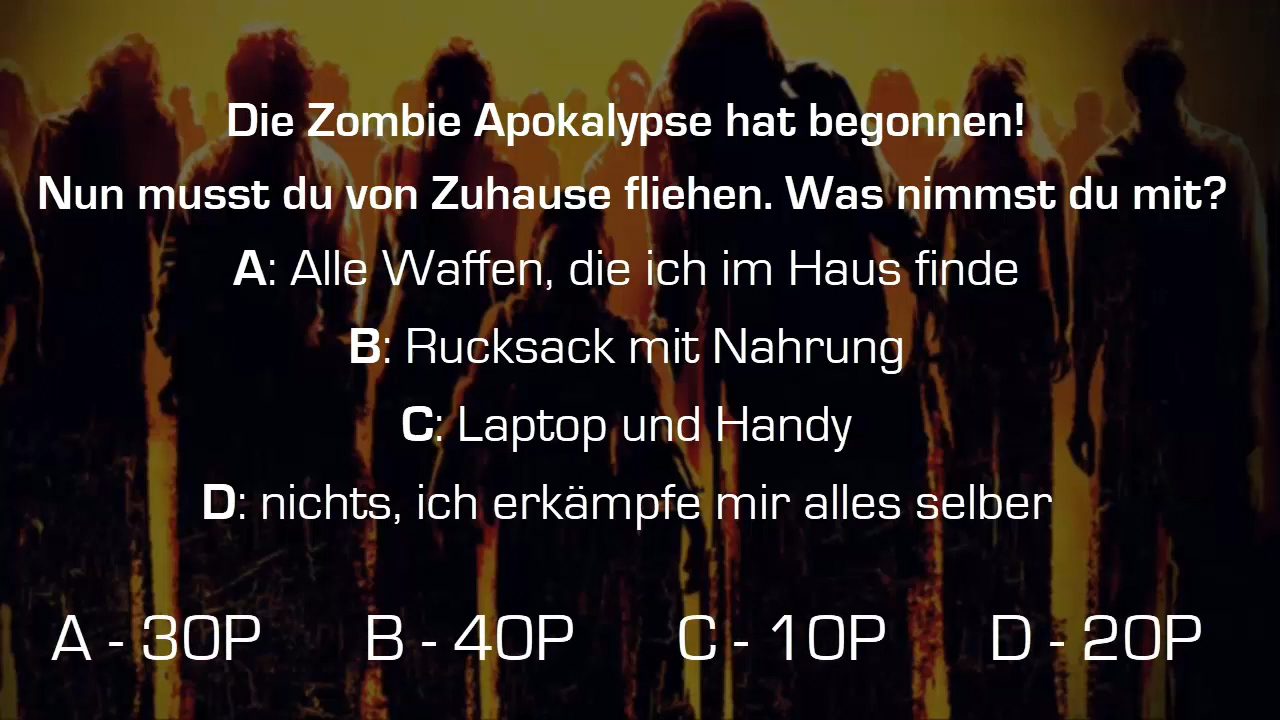 Die Zombie Apokalypse hat begonnen!
Nun musst du von Zuhause fliehen. Was nimmst du mit?
A: Alle Waffen, die ich im Haus finde
B: Rucksack mit Nahrung
C: Laptop und Handy
D: nichts, ich erkämpfe mir alles selber
A - 30P B - 40P C - 10P D - 20P